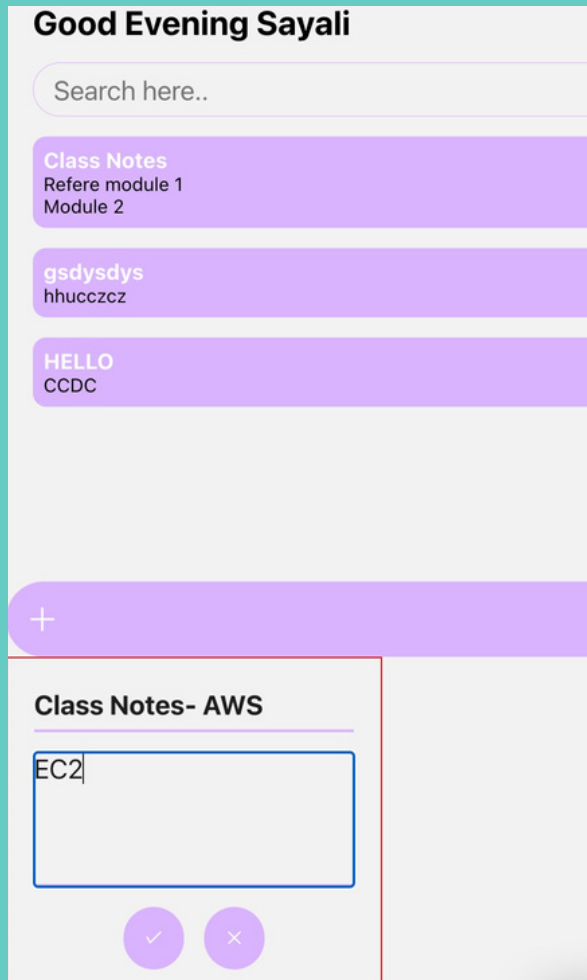 Good Evening Sayali
Search here..
Class Notes
Refere module 1
Module 2
gsdysdys
hhucczcz
HELLO
CCDC
Class Notes- AWS
EC2